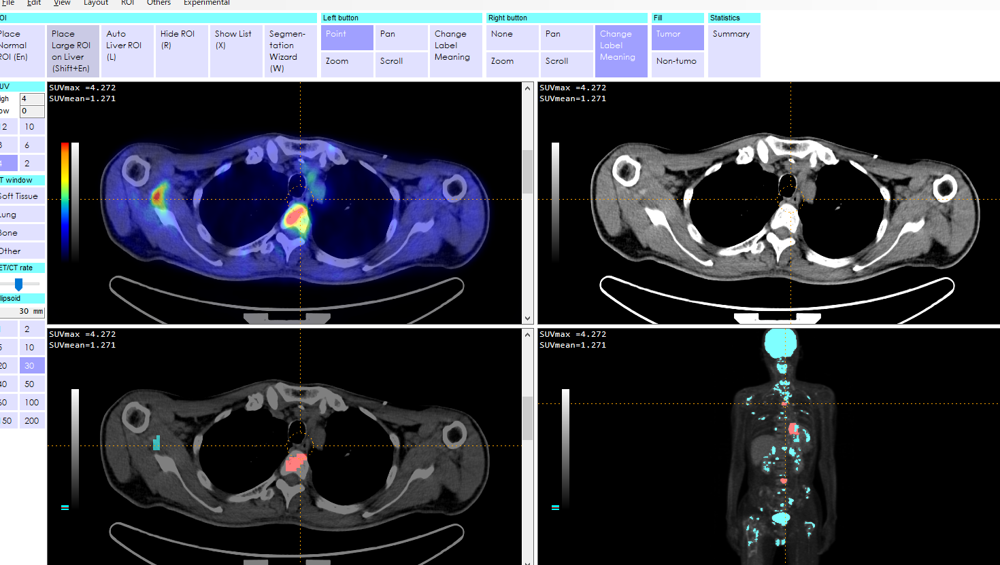 File Edit View Layout ROI Others Experimental
OI Left button Right button Fill Statistics
Place Normal ROI (En)
Place Large ROI on Liver (Shift+En)
Auto Liver ROI (L)
Hide ROI (R)
Show List (X)
Segmen-tation Wizard (W)
Point
Pan
Change Label Meaning
Zoom
Scroll
None
Pan
Change Label Meaning
Zoom
Scroll
Tumor
Non-tumo
Summary
UV
igh 4
ow 0
12 10
8 6
4 2
T window
Soft Tissue
Lung
Bone
Other
ET/CT rate
lipsoid
30 mm
1 2
5 10
20 30
40 50
60 100
150 200
SUVmax =4.272
SUVmean=1.271
SUVmax =4.272
SUVmean=1.271
SUVmax =4.272
SUVmean=1.271
SUVmax =4.272
SUVmean=1.271